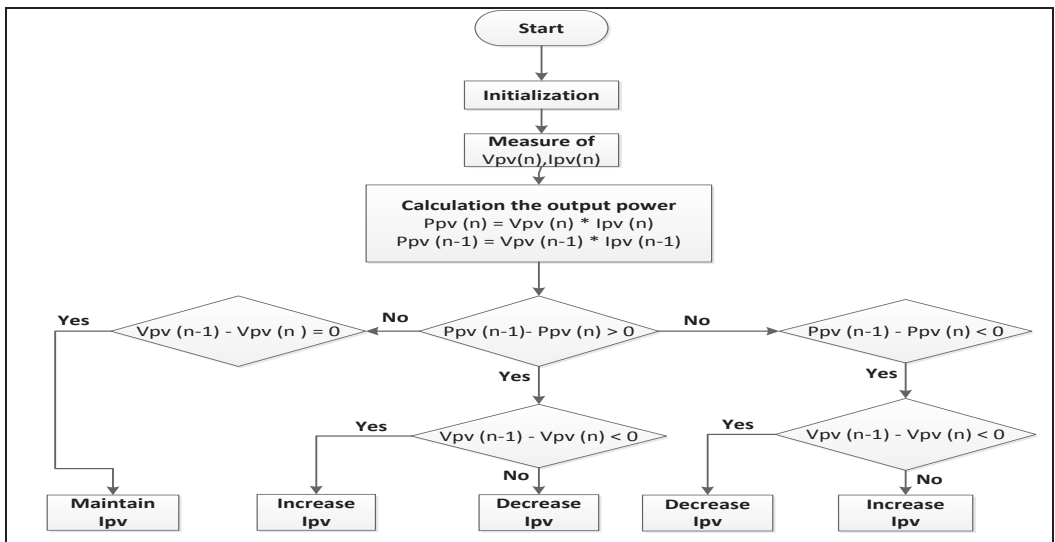 Start
Initialization
Measure of
Vpv(n),Ipv(n)
Calculation the output power
Ppv (n) = Vpv (n) * Ipv (n)
Ppv (n-1) = Vpv (n-1) * Ipv (n-1)
Yes
Vpv (n-1) - Vpv (n ) = 0
No
Ppv (n-1)- Ppv (n) > 0
No
Ppv (n-1) - Ppv (n) < 0
Yes
Yes
Yes
Vpv (n-1) - Vpv (n) < 0
Yes
Vpv (n-1) - Vpv (n) < 0
No
No
Maintain
Ipv
Increase
Ipv
Decrease
Ipv
Decrease
Ipv
Increase
Ipv